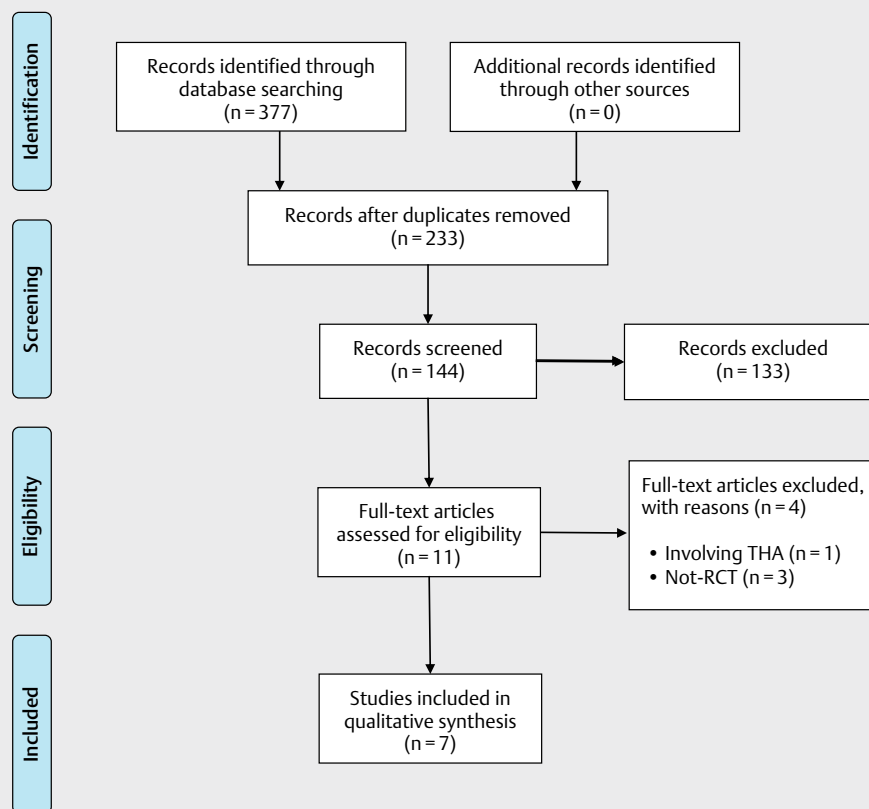 Identification
Records identified through
database searching
(n = 377)
Additional records identified
through other sources
(n = 0)
Records after duplicates removed
(n = 233)
Screening
Records screened
(n = 144)
Records excluded
(n = 133)
Eligibility
Full-text articles
assessed for eligibility
(n = 11)
Full-text articles excluded,
with reasons (n = 4)
• Involving THA (n = 1)
• Not-RCT (n = 3)
Included
Studies included in
qualitative synthesis
(n = 7)